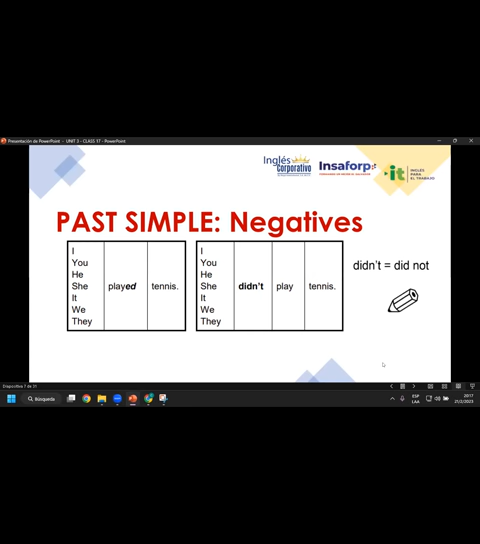 Presentación de PowerPoint - UNIT 3 - CLASS 17 - PowerPoint
Inglés
Corporativo
Insaforp
it
INGLÉS
PARA
EL TRABAJO
PAST SIMPLE: Negatives
I
You
He
She
It
We
They
played
tennis.
I
You
He
She
It
We
They
didn't
play
tennis.
didn't = did not
Diapositiva 7 de 31
Búsqueda
ESP
LAA
20:17
21/2/2023